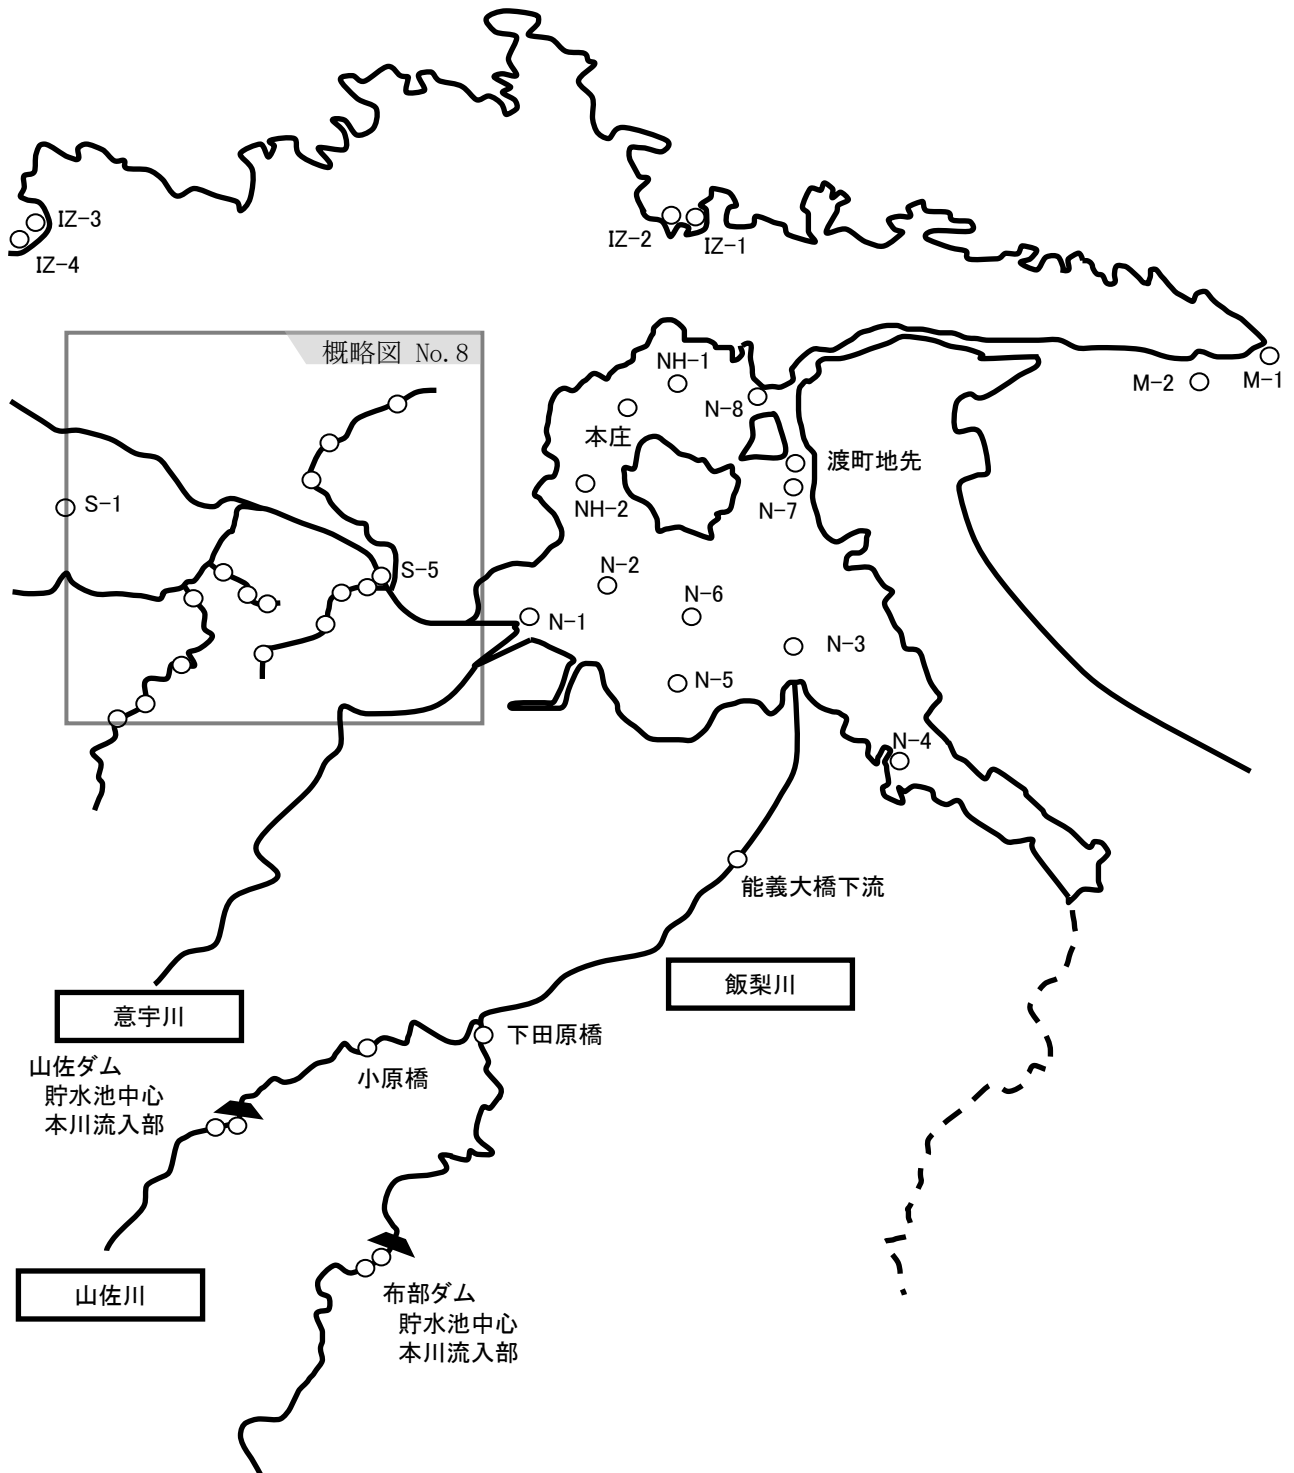 IZ-3
IZ-4
IZ-2
IZ-1
概略図 No.8
NH-1
N-8
M-2
M-1
本庄
渡町地先
S-1
NH-2
N-7
S-5
N-2
N-6
N-1
N-3
N-5
N-4
能義大橋下流
飯梨川
意宇川
下田原橋
山佐ダム
貯水池中心
本川流入部
小原橋
山佐川
布部ダム
貯水池中心
本川流入部